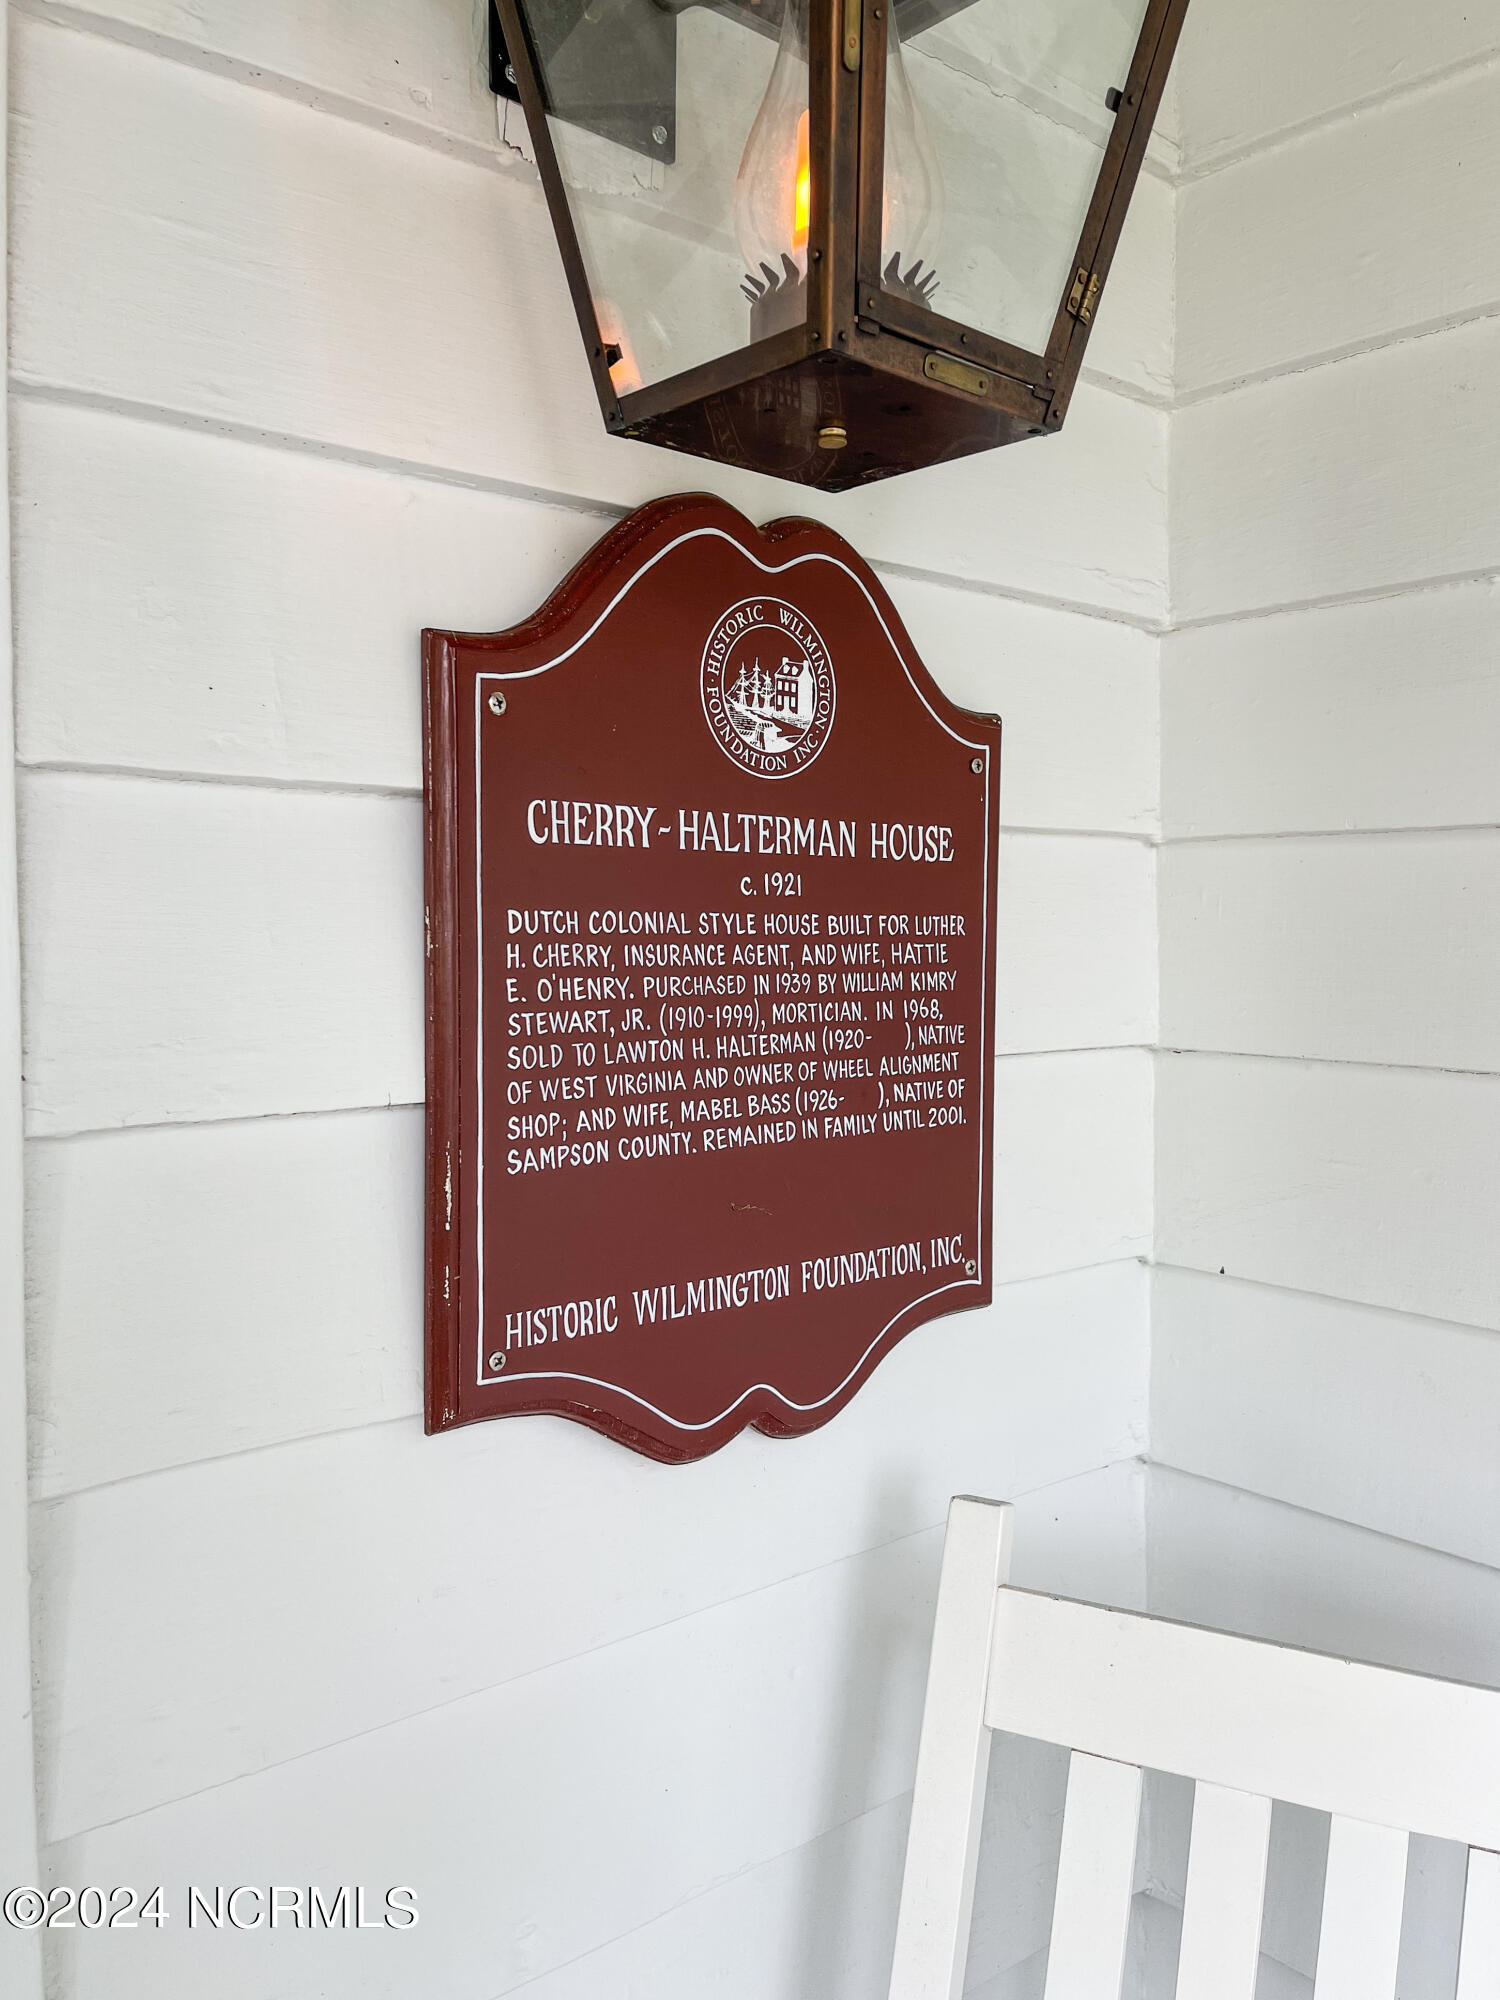 HISTORIC WILMINGTON
FOUNDATION INC
CHERRY~HALTERMAN HOUSE
C. 1921
DUTCH COLONIAL STYLE HOUSE BUILT FOR LUTHER
H. CHERRY, INSURANCE AGENT, AND WIFE, HATTIE
E. O'HENRY. PURCHASED IN 1939 BY WILLIAM KIMRY
STEWART, JR. (1910-1999), MORTICIAN. IN 1968,
SOLD TO LAWTON H. HALTERMAN (1920-    ), NATIVE
OF WEST VIRGINIA AND OWNER OF WHEEL ALIGNMENT
SHOP; AND WIFE, MABEL BASS (1926-    ), NATIVE OF
SAMPSON COUNTY. REMAINED IN FAMILY UNTIL 2001.
HISTORIC WILMINGTON FOUNDATION, INC.
©2024 NCRMLS